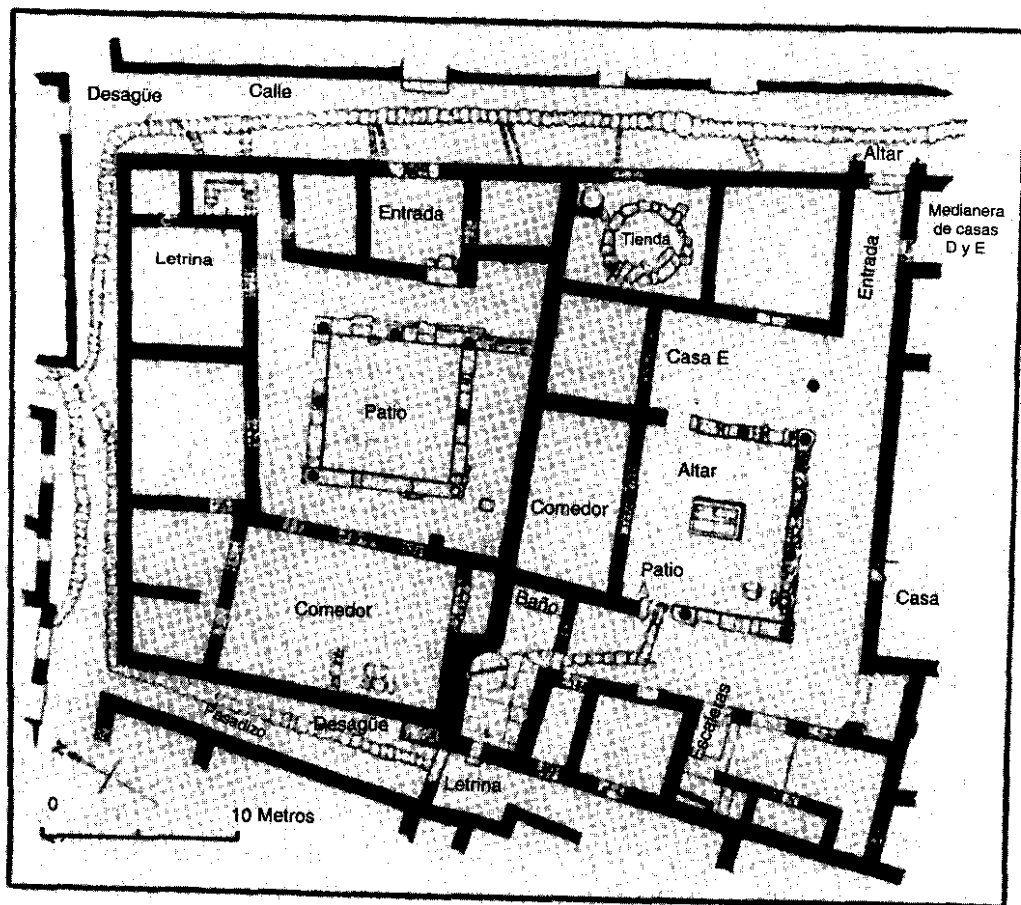 Desagüe
Calle
Altar
Entrada
Medianera
de casas
D y E
Letrina
Tienda
Entrada
Casa E
Patio
Altar
Comedor
Patio
Casa
Comedor
Baño
Escaleras
Pasadizo
Desagüe
Letrina
N
0
10 Metros